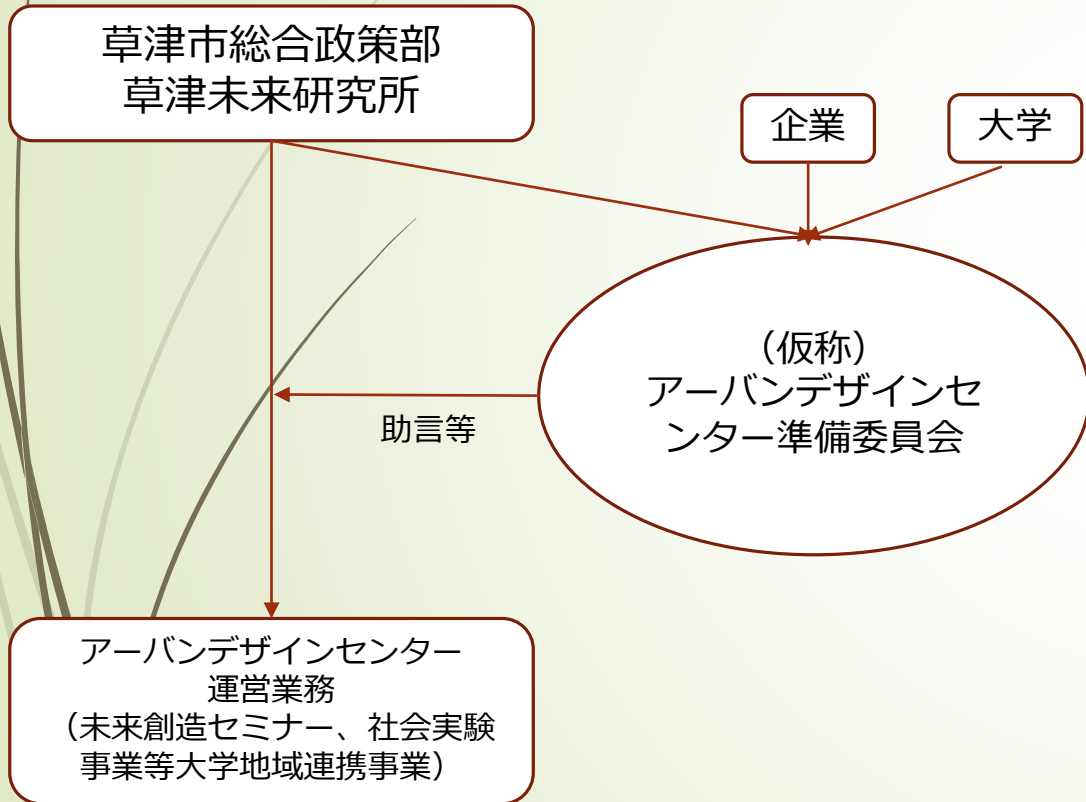 草津市総合政策部
草津未来研究所
企業
大学
（仮称）
アーバンデザインセ
ンター準備委員会
助言等
アーバンデザインセンター
運営業務
（未来創造セミナー、社会実験
事業等大学地域連携事業）